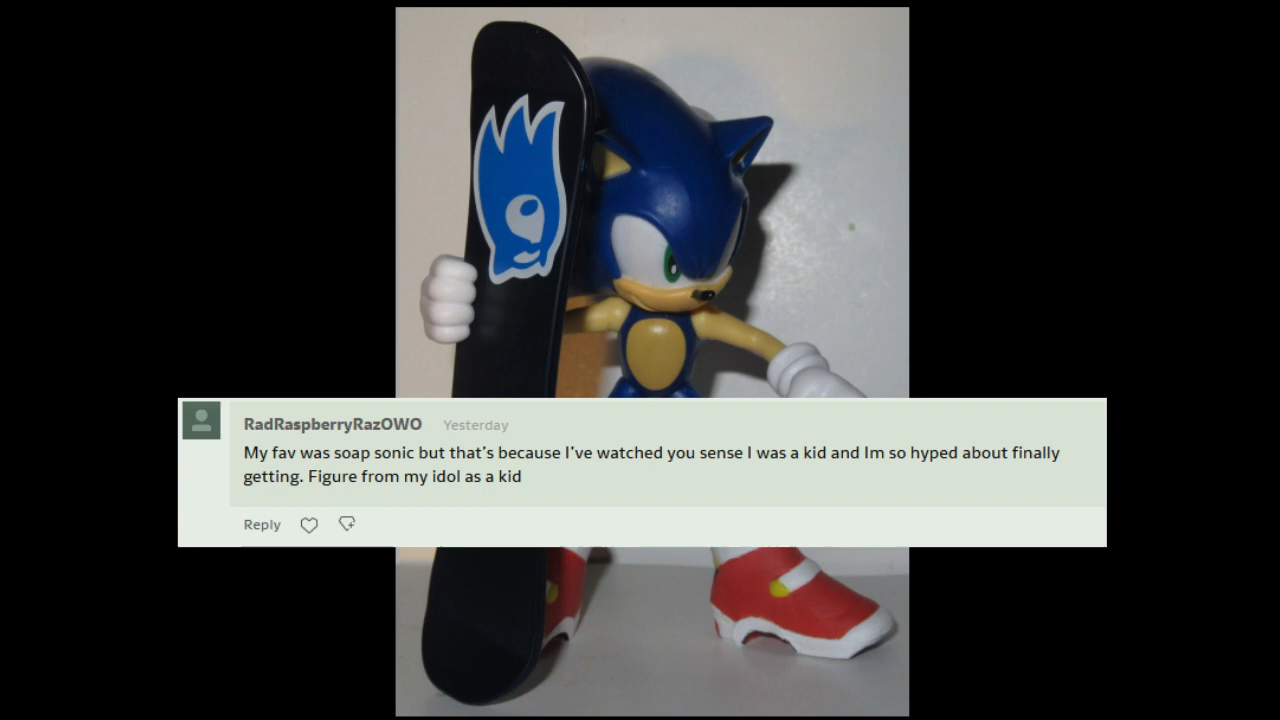 RadRaspberryRazOWO Yesterday
My fav was soap sonic but that's because I've watched you sense I was a kid and Im so hyped about finally
getting. Figure from my idol as a kid
Reply